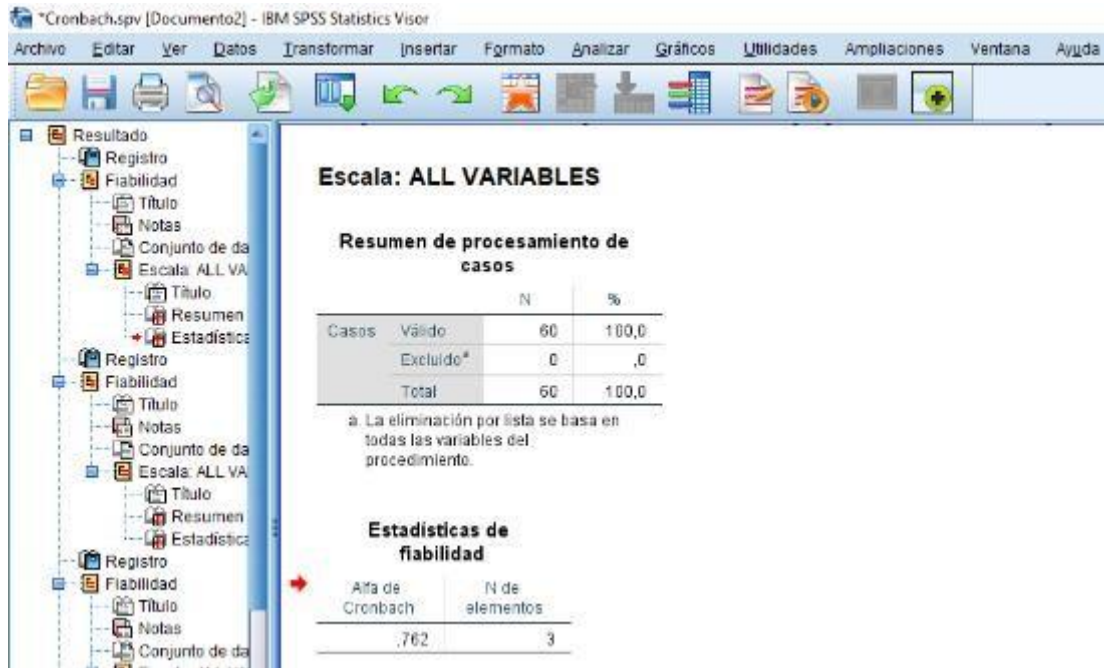 *Cronbach.spv [Documento2] - IBM SPSS Statistics Visor
Archivo Editar Ver Datos Transformar Insertar Formato Analizar Gráficos Utilidades Ampliaciones Ventana Ayuda
Resultado
Registro
Fiabilidad
Título
Notas
Conjunto de da
Escala: ALL VA
Título
Resumen
Estadística
Registro
Fiabilidad
Título
Notas
Conjunto de da
Escala: ALL VA
Título
Resumen
Estadística
Registro
Fiabilidad
Título
Notas
Conjunto de da
Escala: ALL VARIABLES
Resumen de procesamiento de
casos
N %
Casos Válido 60 100,0
Excluido a 0 ,0
Total 60 100,0
a. La eliminación por lista se basa en
todas las variables del
procedimiento.
Estadísticas de
fiabilidad
Alfa de N de
Cronbach elementos
,762 3